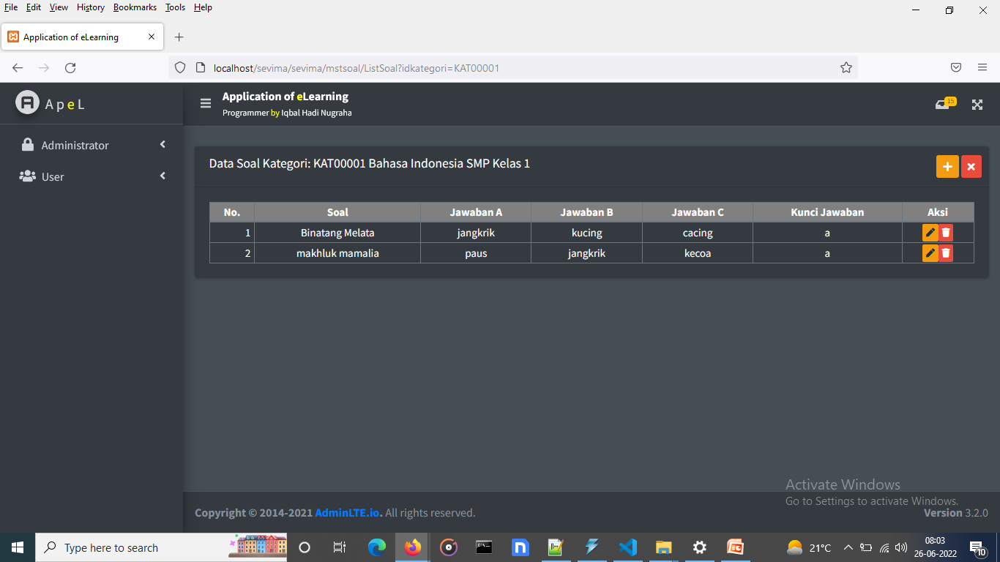 File Edit View History Bookmarks Tools Help
Application of eLearning
localhost/sevima/sevima/mstsoal/ListSoal?idkategori=KAT00001
A p e L
Application of eLearning
Programmer by Iqbal Hadi Nugraha
15
Administrator
User
Data Soal Kategori: KAT00001 Bahasa Indonesia SMP Kelas 1
No. Soal Jawaban A Jawaban B Jawaban C Kunci Jawaban Aksi
1 Binatang Melata jangkrik kucing cacing a
2 makhluk mamalia paus jangkrik kecoa a
Activate Windows
Go to Settings to activate Windows.
Copyright © 2014-2021 AdminLTE.io. All rights reserved.
Version 3.2.0
Type here to search
21°C
08:03
26-06-2022
10